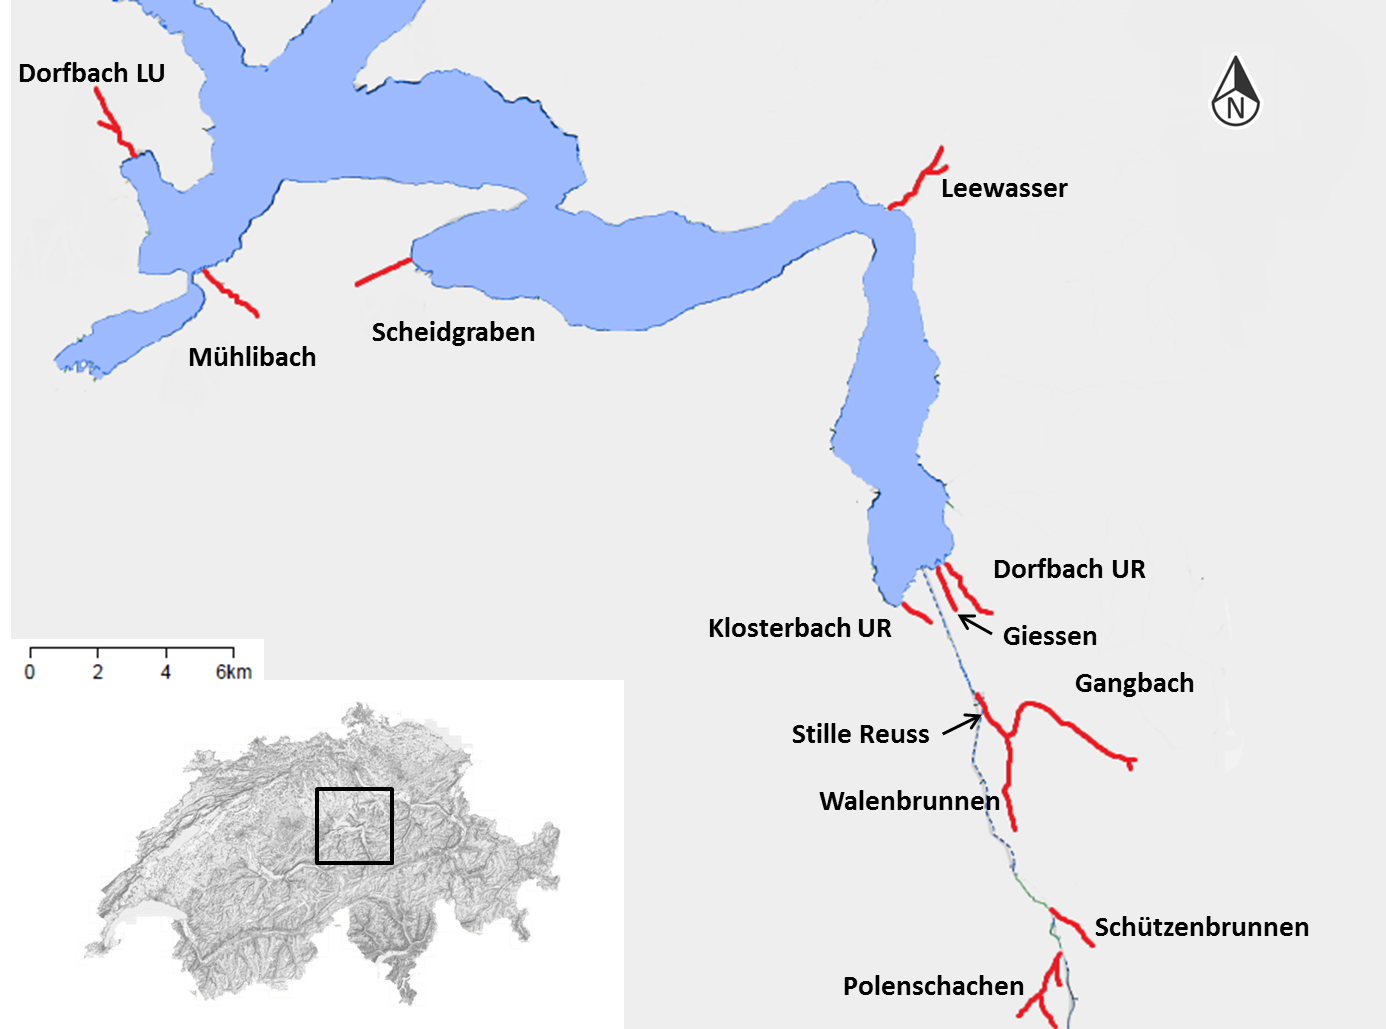 Dorfbach LU
N
Leewasser
Scheidgraben
Mühlibach
Dorfbach UR
Klosterbach UR
Giessen
0 2 4 6km
Gangbach
Stille Reuss
Walenbrunnen
Schützenbrunnen
Polenschachen